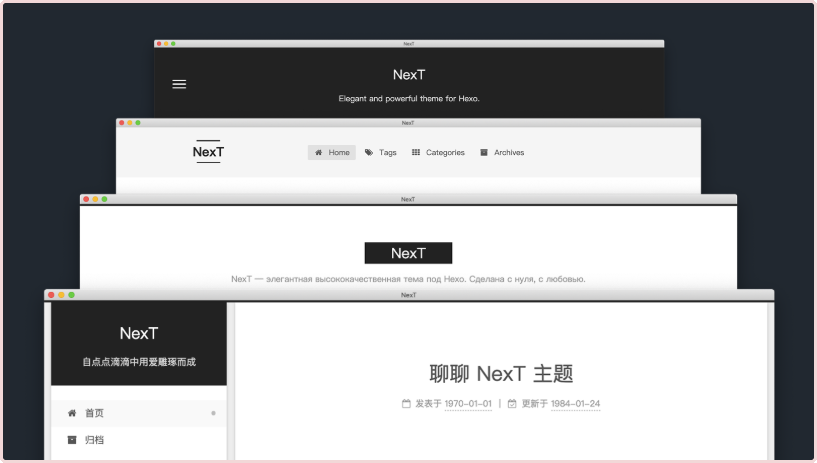 NexT
NexT
Elegant and powerful theme for Hexo.
NexT
NexT
Home Tags Categories Archives
NexT
NexT
NexT — элегантная высококачественная тема под Hexo. Сделана с нуля, с любовью.
NexT
NexT
自点点滴滴中用爱雕琢而成
首页
归档
聊聊 NexT 主题
发表于 1970-01-01 | 更新于 1984-01-24